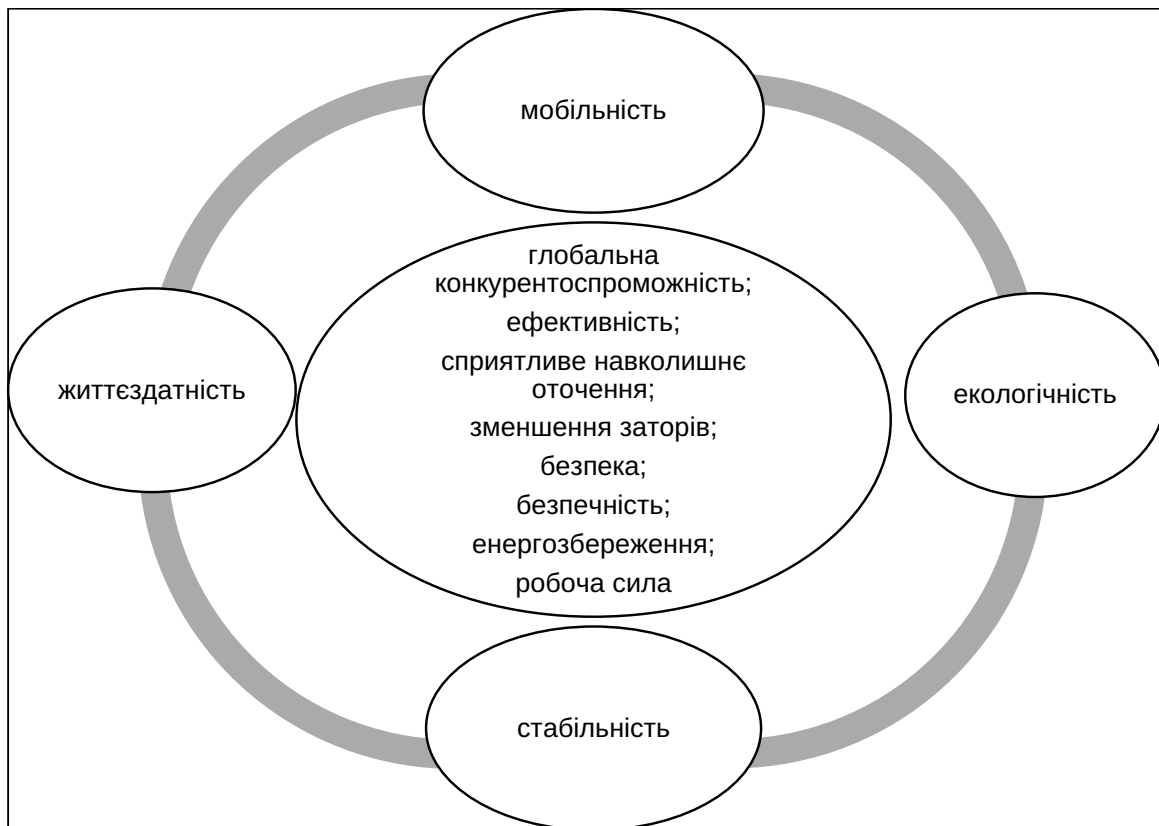 мобільність
глобальна
конкурентоспроможність;
ефективність;
сприятливе навколишнє
оточення;
зменшення заторів;
безпека;
безпечність;
енергозбереження;
робоча сила
життєздатність
екологічність
стабільність